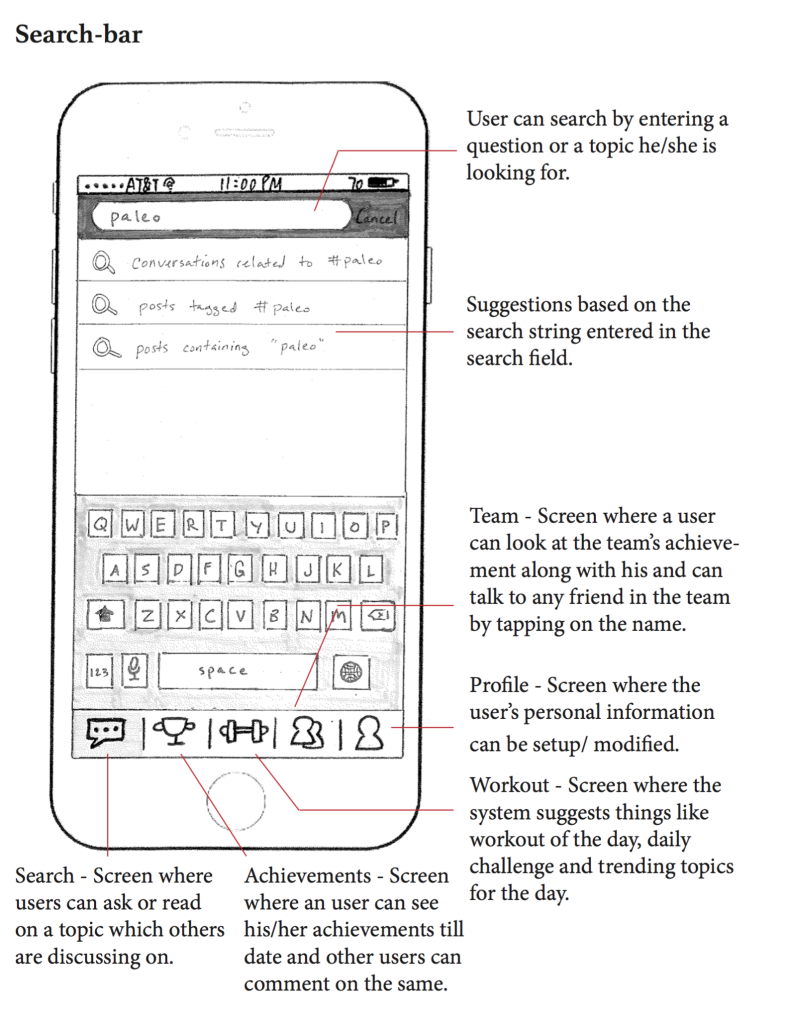 Search-bar
User can search by entering a
question or a topic he/she is
looking for.
AT&T 11:00 PM 70
paleo Cancel
Conversations related to #paleo
posts tagged #paleo
posts containing "paleo"
Suggestions based on the
search string entered in the
search field.
Q W E R T Y U I O P
A S D F G H J K L
Z X C V B N M
123 space
Team - Screen where a user
can look at the team's achieve-
ment along with his and can
talk to any friend in the team
by tapping on the name.
Profile - Screen where the
user's personal information
can be setup/ modified.
Workout - Screen where the
system suggests things like
workout of the day, daily
challenge and trending topics
for the day.
Search - Screen where
users can ask or read
on a topic which others
are discussing on.
Achievements - Screen
where an user can see
his/her achievements till
date and other users can
comment on the same.